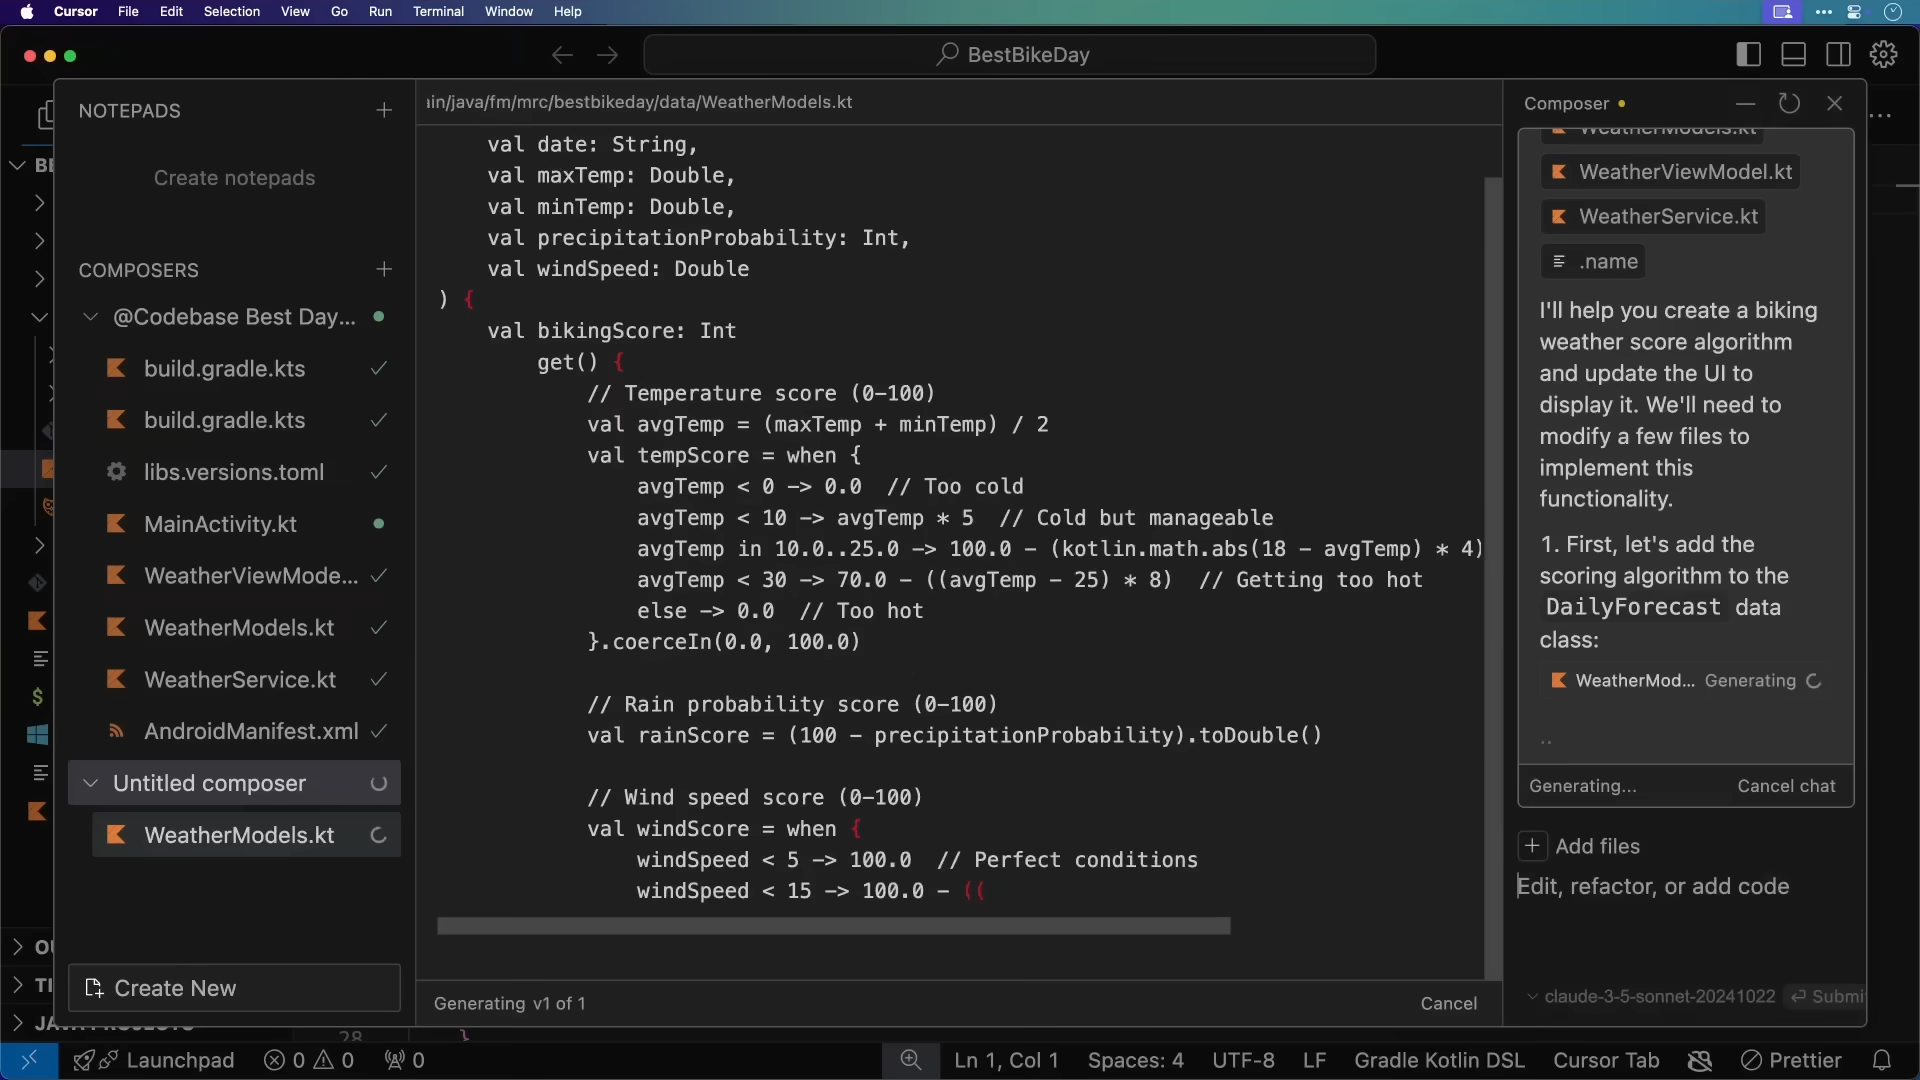 Cursor File Edit Selection View Go Run Terminal Window Help
BestBikeDay
NOTEPADS
Create notepads
COMPOSERS
@Codebase Best Day...
build.gradle.kts
build.gradle.kts
libs.versions.toml
MainActivity.kt
WeatherViewMode...
WeatherModels.kt
WeatherService.kt
AndroidManifest.xml
Untitled composer
WeatherModels.kt
Create New
ain/java/fm/mrc/bestbikeday/data/WeatherModels.kt
val date: String,
val maxTemp: Double,
val minTemp: Double,
val precipitationProbability: Int,
val windSpeed: Double
) {
val bikingScore: Int
get() {
// Temperature score (0-100)
val avgTemp = (maxTemp + minTemp) / 2
val tempScore = when {
avgTemp < 0 -> 0.0 // Too cold
avgTemp < 10 -> avgTemp * 5 // Cold but manageable
avgTemp in 10.0..25.0 -> 100.0 - (kotlin.math.abs(18 - avgTemp) * 4)
avgTemp < 30 -> 70.0 - ((avgTemp - 25) * 8) // Getting too hot
else -> 0.0 // Too hot
}.coerceIn(0.0, 100.0)
// Rain probability score (0-100)
val rainScore = (100 - precipitationProbability).toDouble()
// Wind speed score (0-100)
val windScore = when {
windSpeed < 5 -> 100.0 // Perfect conditions
windSpeed < 15 -> 100.0 - ((
Generating v1 of 1
Cancel
Composer
WeatherModels.kt
WeatherViewModel.kt
WeatherService.kt
.name
I'll help you create a biking
weather score algorithm
and update the UI to
display it. We'll need to
modify a few files to
implement this
functionality.
1. First, let's add the
scoring algorithm to the
DailyForecast data
class:
WeatherMod... Generating
..
Generating... Cancel chat
Add files
Edit, refactor, or add code
claude-3-5-sonnet-20241022 Submi
BE
OU
TI
JAVA PROJECTS
28 }
Launchpad 0 0 0 Ln 1, Col 1 Spaces: 4 UTF-8 LF Gradle Kotlin DSL Cursor Tab Prettier